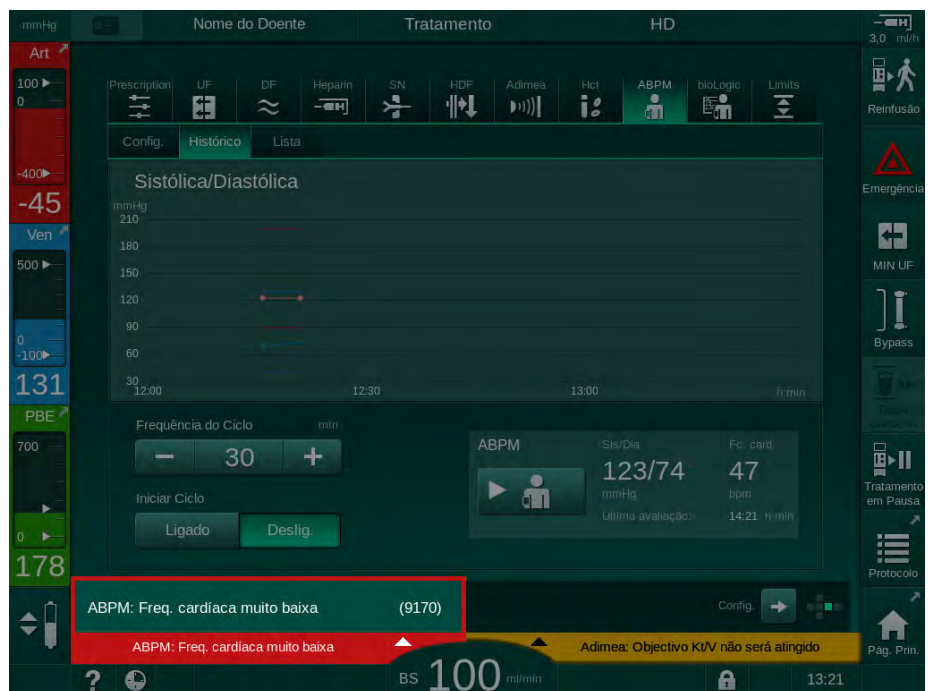 mmHg
Nome do Doente
Tratamento
HD
H
3,0 ml/h
Art
100
0
-400
-45
Ven
500
0
-100
131
PBE
700
0
178
Prescription
UF
DF
Heparin
SN
HDF
Adimea
Hct
ABPM
bioLogic
Limits
Config.
Histórico
Lista
Sistólica/Diastólica
mmHg
210
180
150
120
90
60
30
12:00
12:30
13:00
h:min
Frequência do Ciclo
min
30
Iniciar Ciclo
Ligado
Deslig.
ABPM
Sis/Dia
Fc. card.
123/74
47
mmHg
bpm
Última avaliação:
14:21 h:min
Reinfusão
Emergência
MIN UF
Bypass
Tratamento
em Pausa
Protocolo
Pág. Prin.
ABPM: Freq. cardíaca muito baixa (9170)
Config.
ABPM: Freq. cardíaca muito baixa
Adimea: Objectivo Kt/V não será atingido
?
BS 100 ml/min
13:21